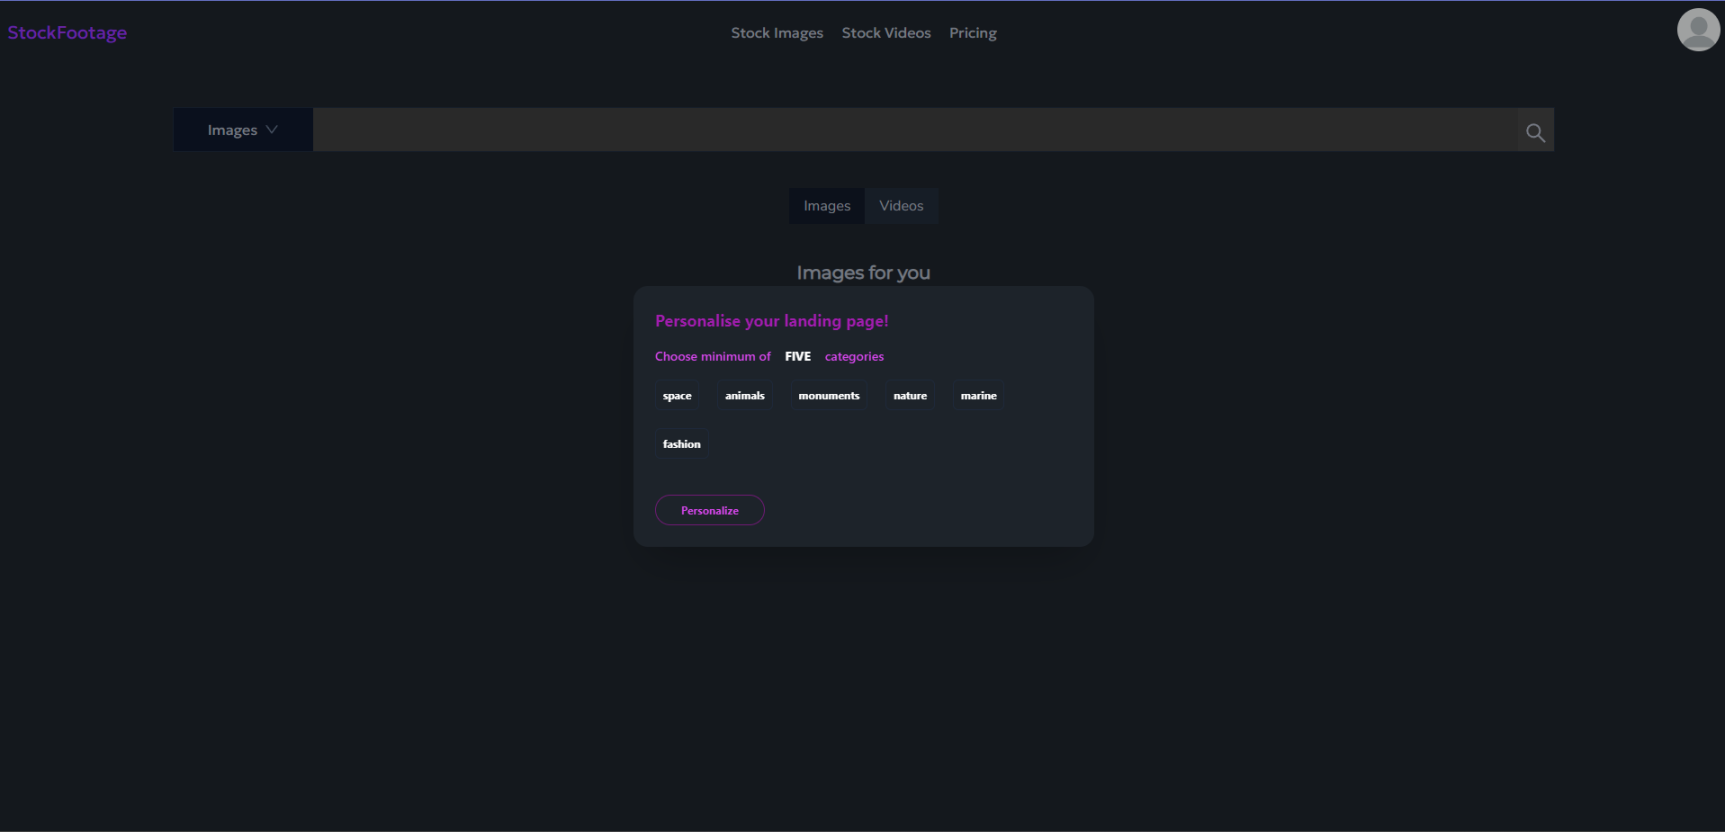 StockFootage
Stock Images Stock Videos Pricing
Images
Images Videos
Images for you
Personalise your landing page!
Choose minimum of FIVE categories
space animals monuments nature marine
fashion
Personalize